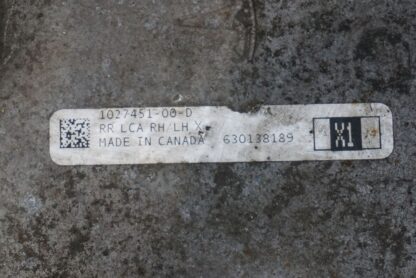 1027451-00-D
RR LCA RH/LH X
MADE IN CANADA 630138189
X1